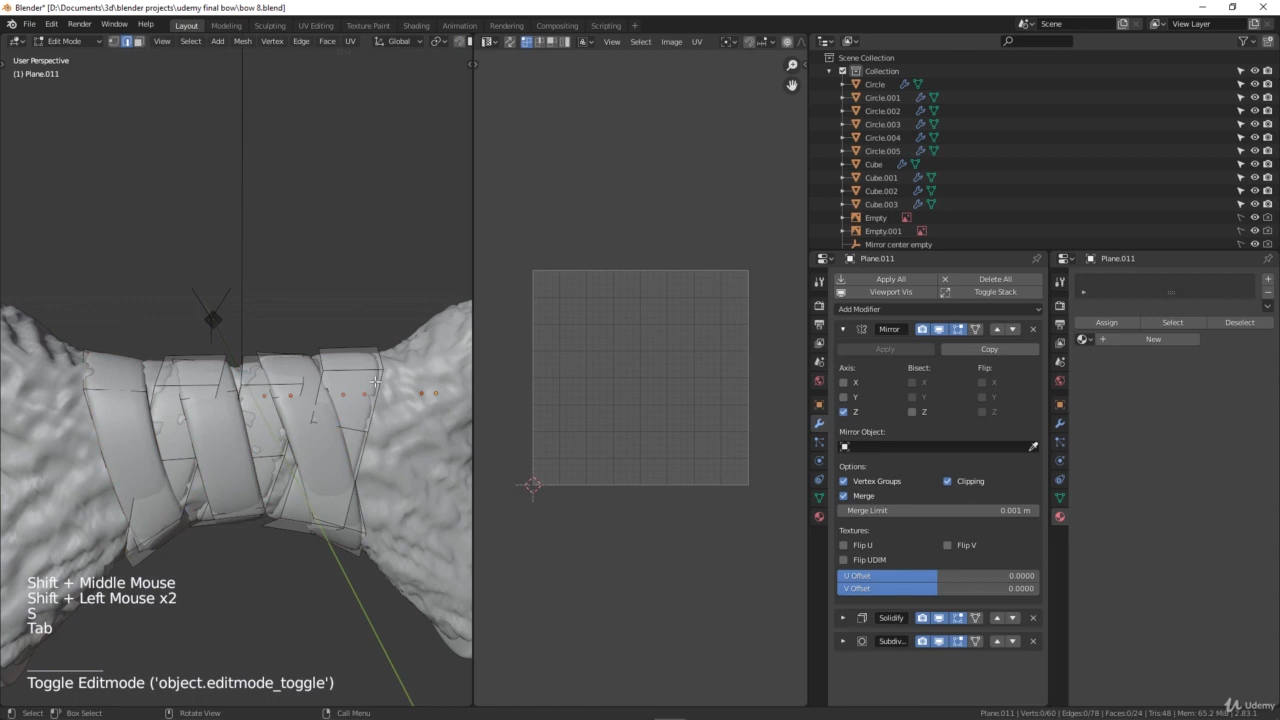 Blender* [D:\Documents\3d\blender projects\udemy final bow\bow 8.blend]
File Edit Render Window Help Layout Modeling Sculpting UV Editing Texture Paint Shading Animation Rendering Compositing Scripting + Scene View Layer
Edit Mode View Select Add Mesh Vertex Edge Face UV Global View Select Image UV
User Perspective
(1) Plane.011
Scene Collection
Collection
Circle
Circle.001
Circle.002
Circle.003
Circle.004
Circle.005
Cube
Cube.001
Cube.002
Cube.003
Empty
Empty.001
Mirror center empty
Plane.011 Plane.011
Apply All Delete All
Viewport Vis Toggle Stack
Add Modifier
Mirror
Apply Copy
Axis: Bisect: Flip:
X X X
Y Y Y
Z Z Z
Mirror Object:
Options:
Vertex Groups Clipping
Merge
Merge Limit 0.001 m
Textures:
Flip U Flip V
Flip UDIM
U Offset 0.0000
V Offset 0.0000
Solidify
Subdiv...
Assign Select Deselect
New
Shift + Middle Mouse
Shift + Left Mouse x2
S
Tab
Toggle Editmode ('object.editmode_toggle')
Select Box Select Rotate View Call Menu
Plane.011 | Verts:0/60 | Edges:0/78 | Faces:0/24 | Tris:48 | Mem: 65.2 MiB | 2.83.1
Udemy